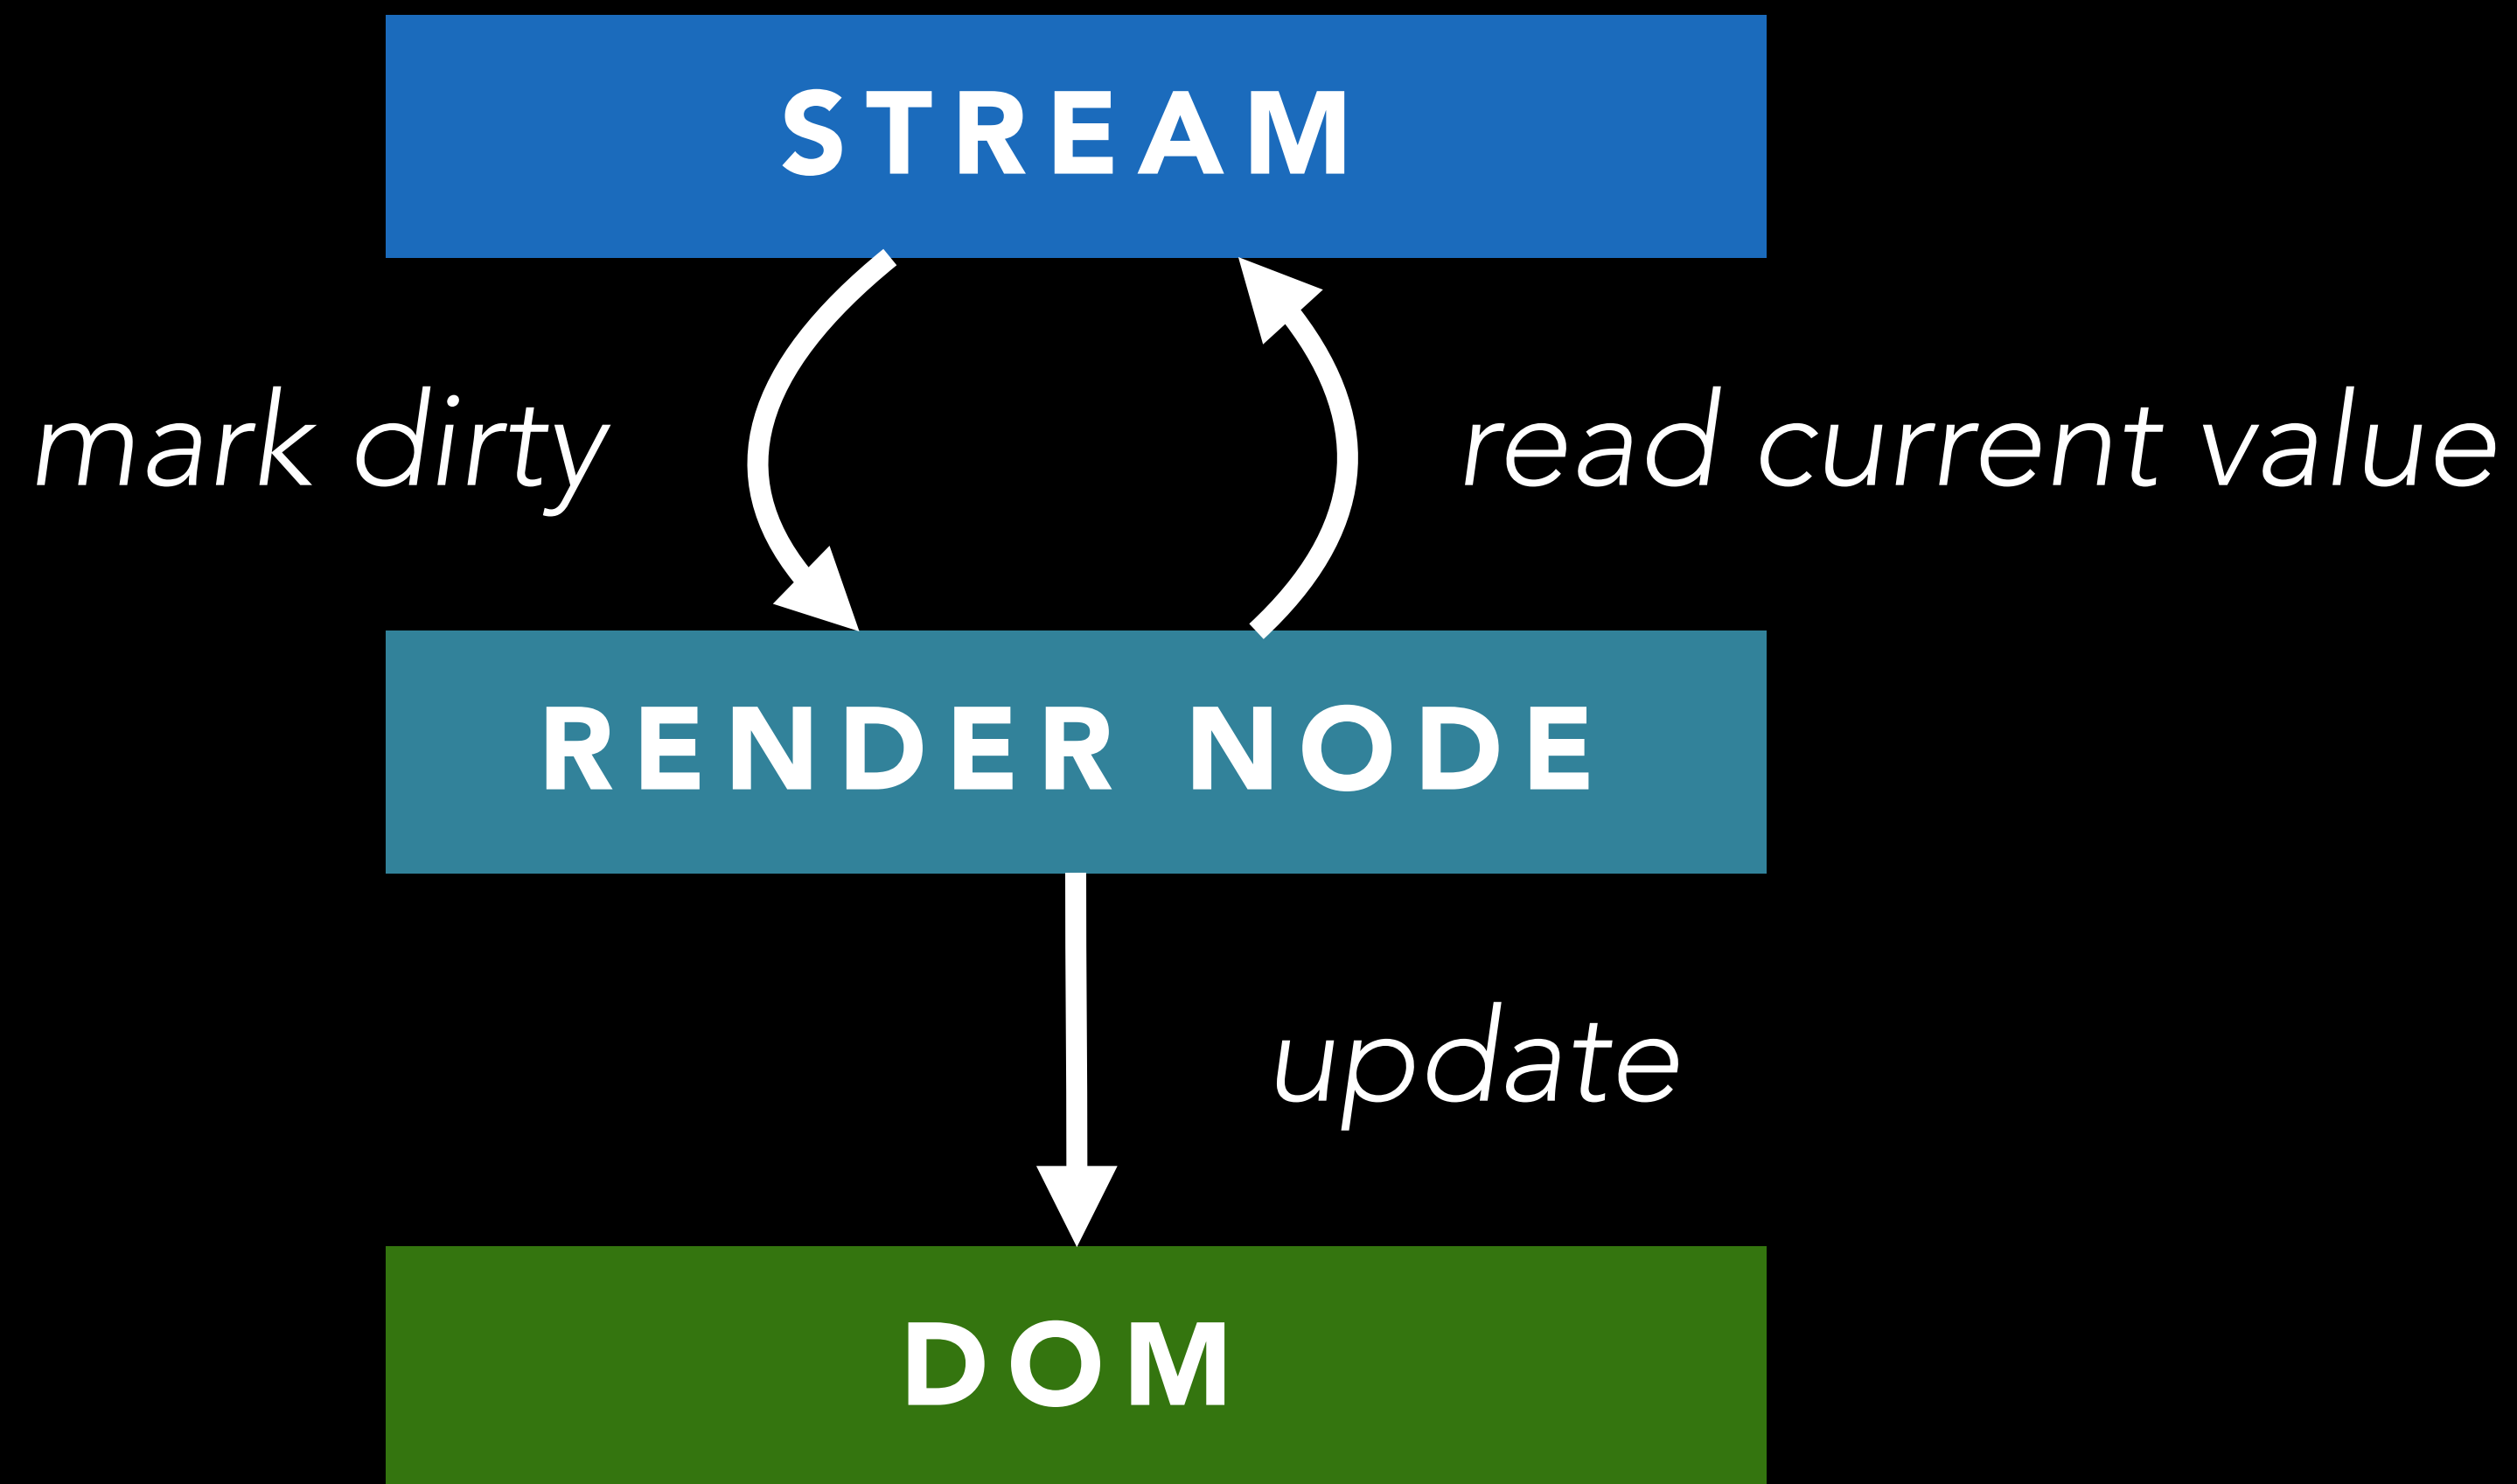 STREAM
mark dirty
read current value
RENDER NODE
update
DOM